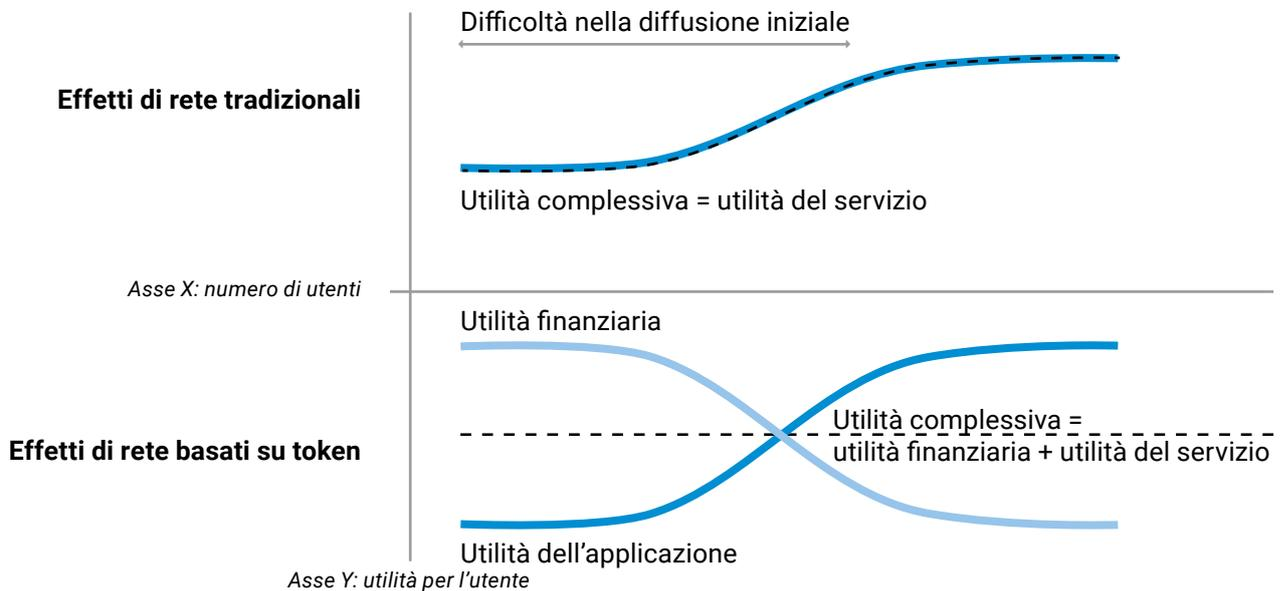 Difficoltà nella diffusione iniziale
Effetti di rete tradizionali
Utilità complessiva = utilità del servizio
Asse X: numero di utenti
Utilità finanziaria
Utilità complessiva =
Effetti di rete basati su token
utilità finanziaria + utilità del servizio
Utilità dell’applicazione
Asse Y: utilità per l’utente